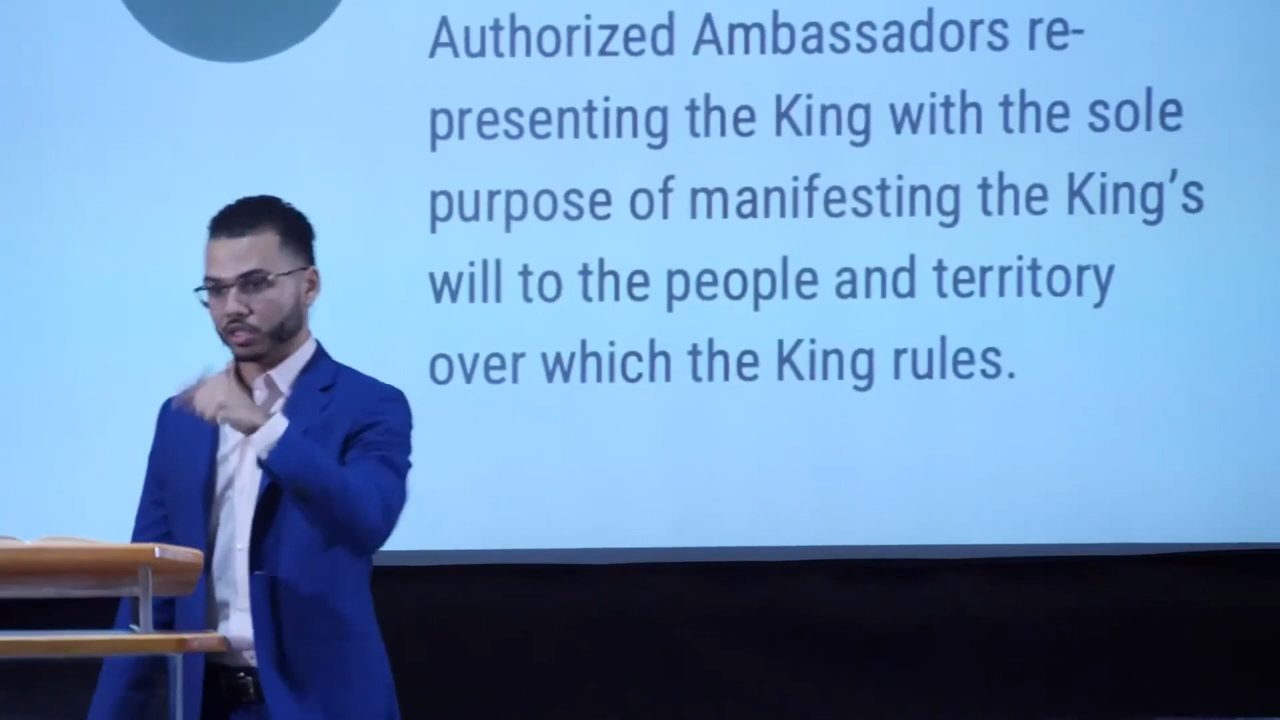 Authorized Ambassadors re-
presenting the King with the sole
purpose of manifesting the King’s
will to the people and territory
over which the King rules.